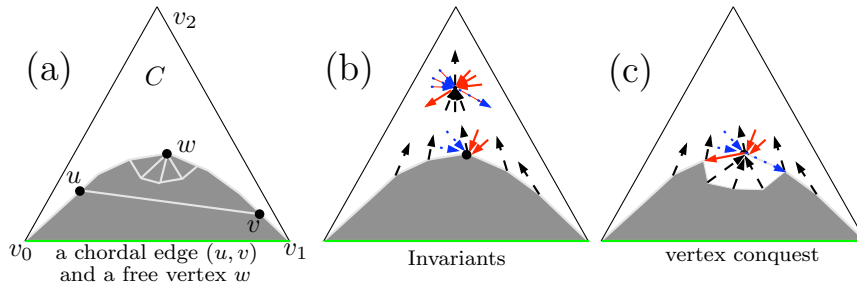 (a)
v2
C
w
u
v
v0
v1
a chordal edge (u, v)
and a free vertex w
(b)
Invariants
(c)
vertex conquest